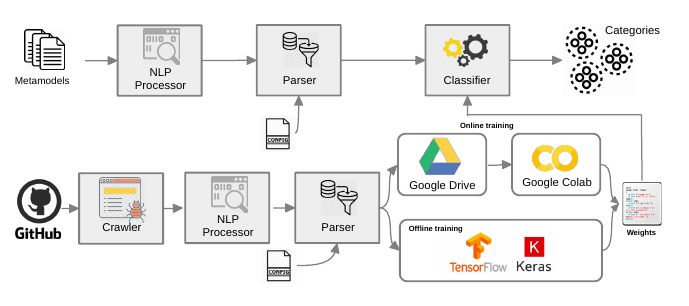 Categories
Metamodels
NLP
Processor
Parser
Classifier
CONFIG
Online training
Google Drive
Google Colab
GitHub
Crawler
NLP
Processor
Parser
CONFIG
Offline training
TensorFlow
K
Keras
Weights